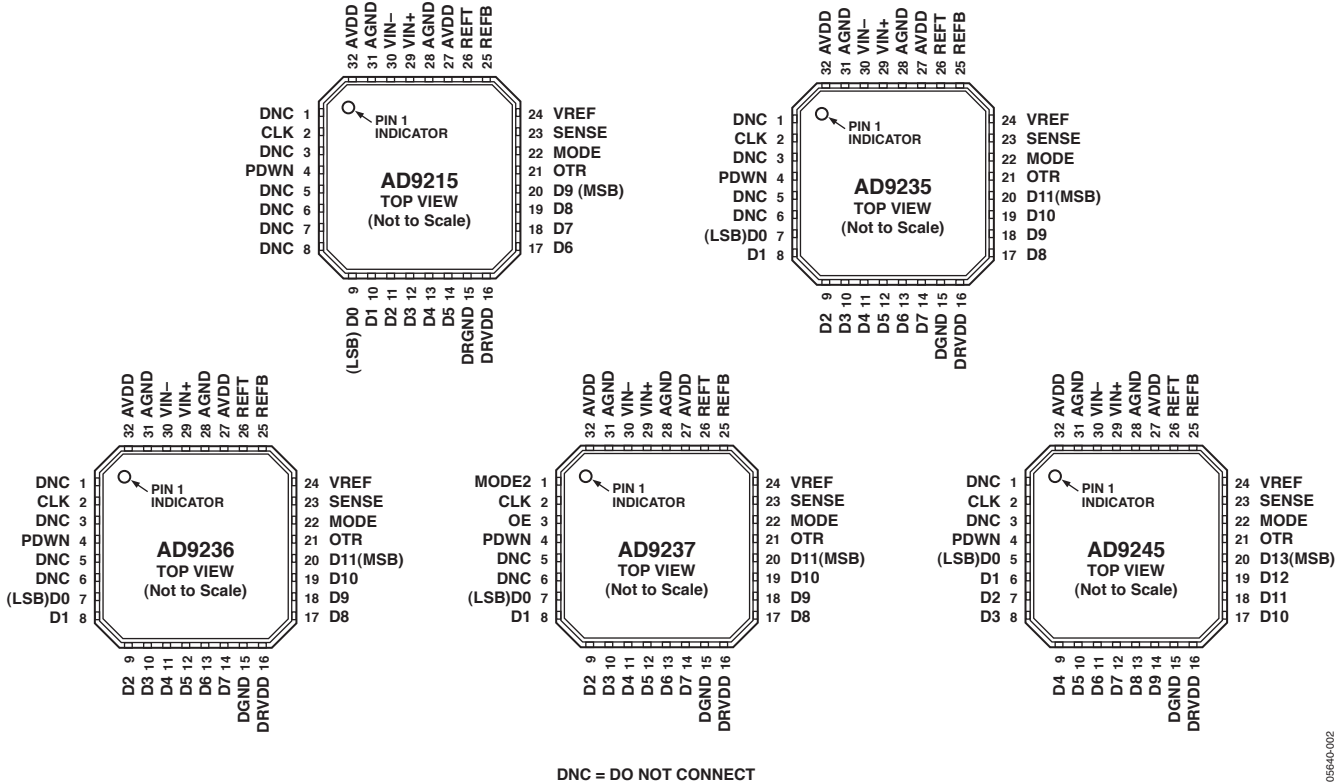 32 AVDD
31 AGND
30 VIN–
29 VIN+
28 AGND
27 AVDD
26 REFT
25 REFB
DNC 1
CLK 2
DNC 3
PDWN 4
DNC 5
DNC 6
DNC 7
DNC 8
PIN 1
INDICATOR
AD9215
TOP VIEW
(Not to Scale)
24 VREF
23 SENSE
22 MODE
21 OTR
20 D9 (MSB)
19 D8
18 D7
17 D6
(LSB) D0 9
D1 10
D2 11
D3 12
D4 13
D5 14
DRGND 15
DRVDD 16
32 AVDD
31 AGND
30 VIN–
29 VIN+
28 AGND
27 AVDD
26 REFT
25 REFB
DNC 1
CLK 2
DNC 3
PDWN 4
DNC 5
DNC 6
(LSB)D0 7
D1 8
PIN 1
INDICATOR
AD9235
TOP VIEW
(Not to Scale)
24 VREF
23 SENSE
22 MODE
21 OTR
20 D11(MSB)
19 D10
18 D9
17 D8
D2 9
D3 10
D4 11
D5 12
D6 13
D7 14
DGND 15
DRVDD 16
32 AVDD
31 AGND
30 VIN–
29 VIN+
28 AGND
27 AVDD
26 REFT
25 REFB
DNC 1
CLK 2
DNC 3
PDWN 4
DNC 5
DNC 6
(LSB)D0 7
D1 8
PIN 1
INDICATOR
AD9236
TOP VIEW
(Not to Scale)
24 VREF
23 SENSE
22 MODE
21 OTR
20 D11(MSB)
19 D10
18 D9
17 D8
D2 9
D3 10
D4 11
D5 12
D6 13
D7 14
DGND 15
DRVDD 16
32 AVDD
31 AGND
30 VIN–
29 VIN+
28 AGND
27 AVDD
26 REFT
25 REFB
MODE2 1
CLK 2
OE 3
PDWN 4
DNC 5
DNC 6
(LSB)D0 7
D1 8
PIN 1
INDICATOR
AD9237
TOP VIEW
(Not to Scale)
24 VREF
23 SENSE
22 MODE
21 OTR
20 D11(MSB)
19 D10
18 D9
17 D8
D2 9
D3 10
D4 11
D5 12
D6 13
D7 14
DGND 15
DRVDD 16
32 AVDD
31 AGND
30 VIN–
29 VIN+
28 AGND
27 AVDD
26 REFT
25 REFB
DNC 1
CLK 2
DNC 3
PDWN 4
(LSB)D0 5
D1 6
D2 7
D3 8
PIN 1
INDICATOR
AD9245
TOP VIEW
(Not to Scale)
24 VREF
23 SENSE
22 MODE
21 OTR
20 D13(MSB)
19 D12
18 D11
17 D10
D4 9
D5 10
D6 11
D7 12
D8 13
D9 14
DGND 15
DRVDD 16
DNC = DO NOT CONNECT
05640-002